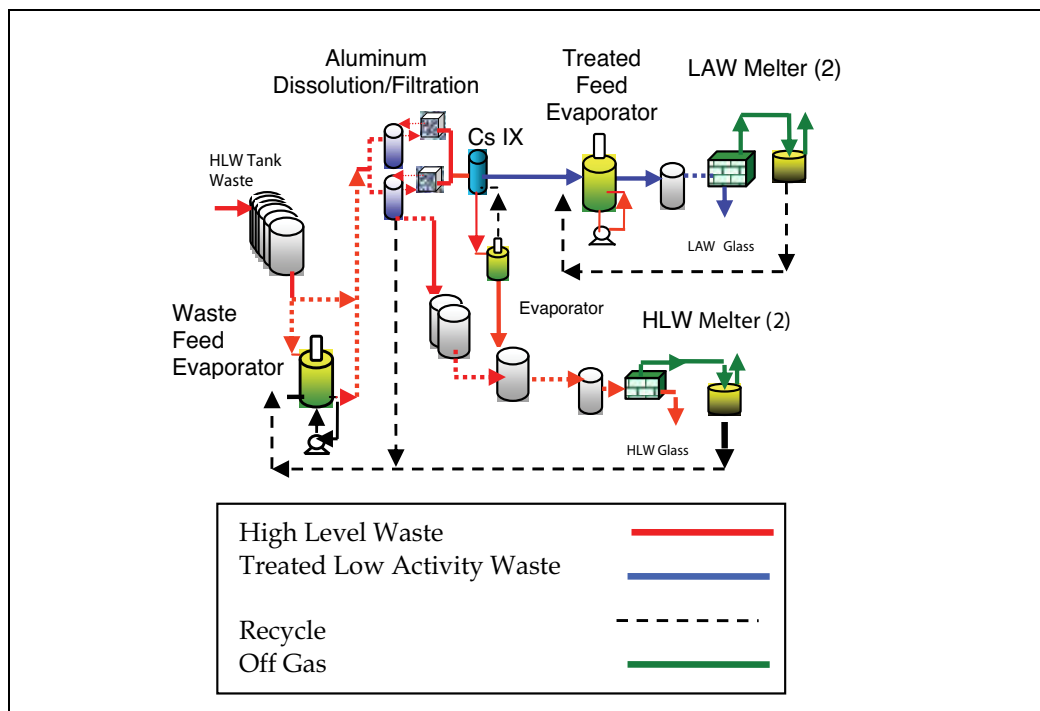 Aluminum
Dissolution/Filtration
Treated
Feed
Evaporator
LAW Melter (2)
Cs IX
HLW Tank
Waste
LAW Glass
Waste
Feed
Evaporator
Evaporator
HLW Melter (2)
HLW Glass
High Level Waste
Treated Low Activity Waste
Recycle
Off Gas